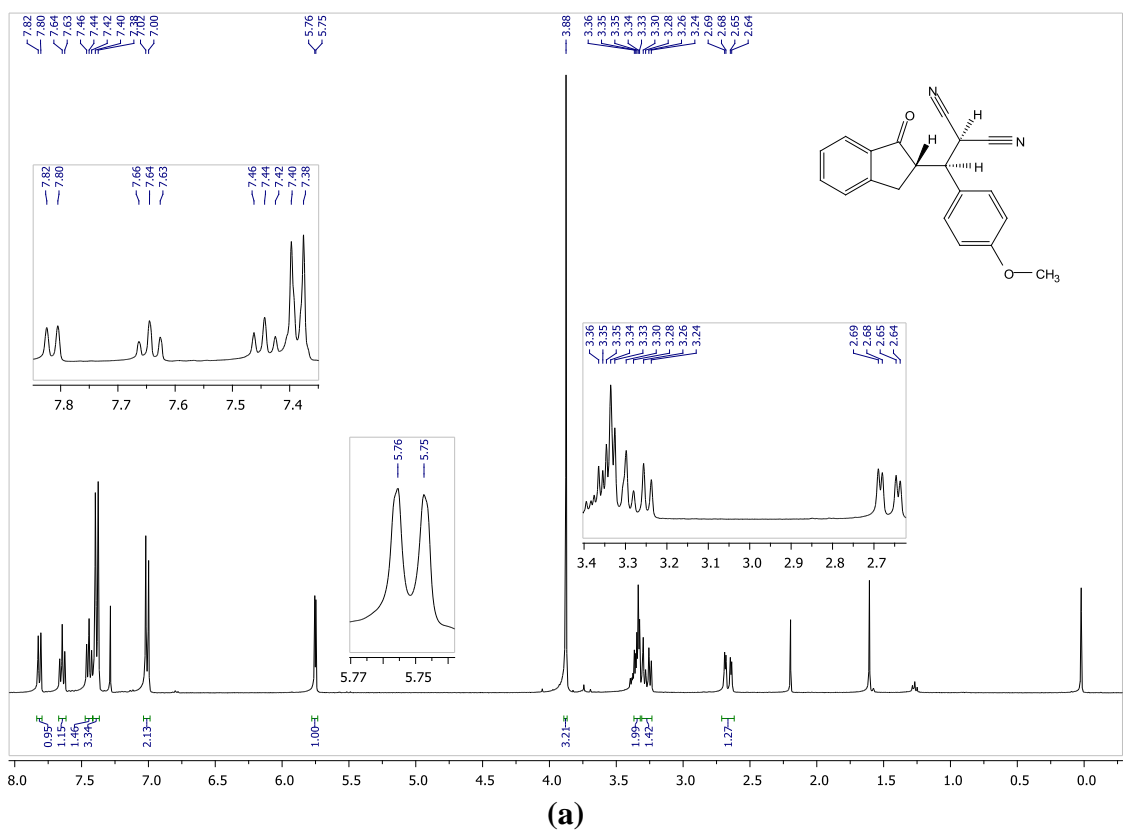 7.82 7.80 7.64 7.63 7.46 7.44 7.42 7.40 7.38 7.02 7.00 5.76 5.75 3.88 3.36 3.35 3.35 3.34 3.33 3.30 3.28 3.26 3.24 2.69 2.68 2.65 2.64
N
H
O
H
N
H
O
CH3
7.82 7.80 7.66 7.64 7.63 7.46 7.44 7.42 7.40 7.38
7.8 7.7 7.6 7.5 7.4
3.36 3.35 3.35 3.34 3.33 3.30 3.28 3.26 3.24 2.69 2.68 2.65 2.64
3.4 3.3 3.2 3.1 3.0 2.9 2.8 2.7
5.76 5.75
5.77 5.75
0.95 1.15 1.46 3.34 2.13 1.00 3.21 1.99 1.42 1.27
8.0 7.5 7.0 6.5 6.0 5.5 5.0 4.5 4.0 3.5 3.0 2.5 2.0 1.5 1.0 0.5 0.0
(a)